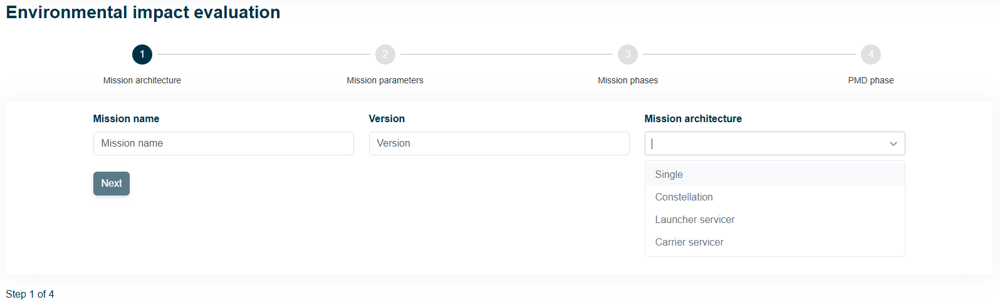 Environmental impact evaluation
1 2 3 4
Mission architecture Mission parameters Mission phases PMD phase
Mission name Version Mission architecture
Mission name Version
Single
Next
Constellation
Launcher servicer
Carrier servicer
Step 1 of 4